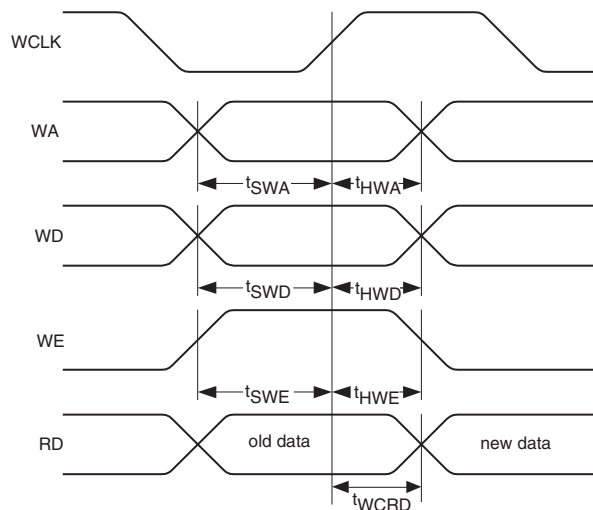 WCLK
WA
tSWA tHWA
WD
tSWD tHWD
WE
tSWE tHWE
RD old data new data
tWCRD